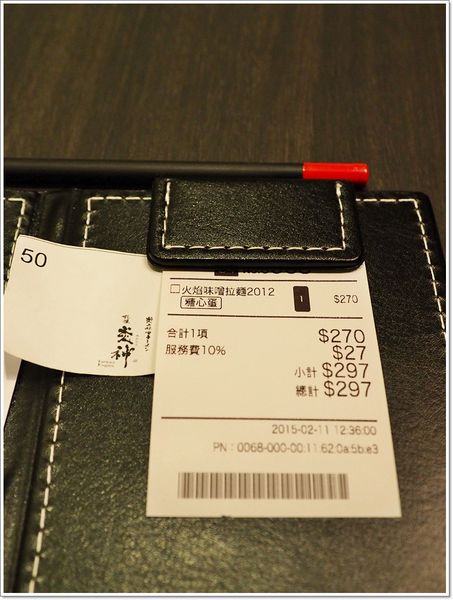 50
炎神
□火焰味噌拉麵2012 1 $270
糖心蛋
合計1項 $270
服務費10% $27
小計 $297
總計 $297
2015-02-11 12:36:00
PN : 0068-000-00:11:62:0a:5b:e3